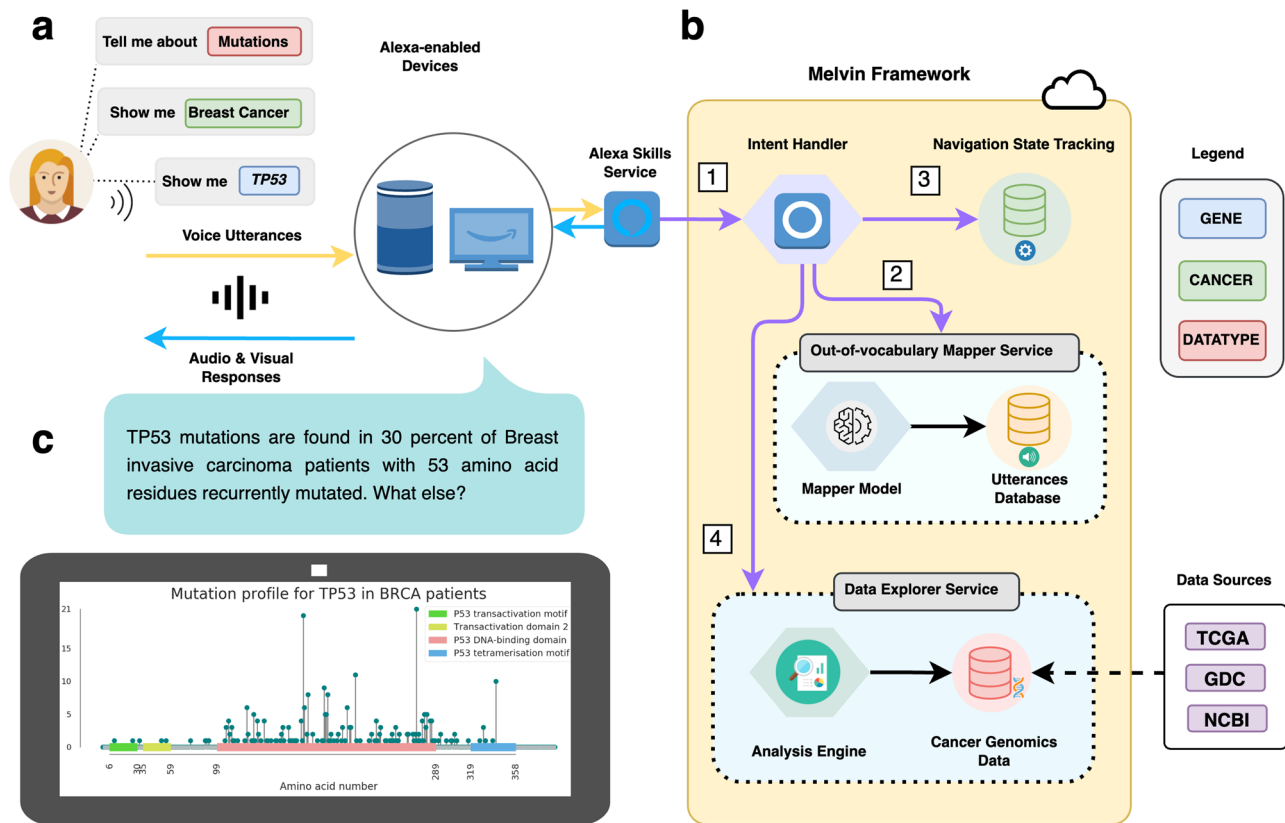 a
Tell me about Mutations
Show me Breast Cancer
Show me TP53
Voice Utterances
Audio & Visual
Responses
Alexa-enabled
Devices
Alexa Skills
Service
b
Melvin Framework
Intent Handler
Navigation State Tracking
1
3
2
4
Out-of-vocabulary Mapper Service
Mapper Model
Utterances
Database
Data Explorer Service
Analysis Engine
Cancer Genomics
Data
Legend
GENE
CANCER
DATATYPE
Data Sources
TCGA
GDC
NCBI
c
TP53 mutations are found in 30 percent of Breast
invasive carcinoma patients with 53 amino acid
residues recurrently mutated. What else?
Mutation profile for TP53 in BRCA patients
P53 transactivation motif
Transactivation domain 2
P53 DNA-binding domain
P53 tetramerisation motif
21
15
10
5
0
6
30
35
59
99
289
319
358
Amino acid number